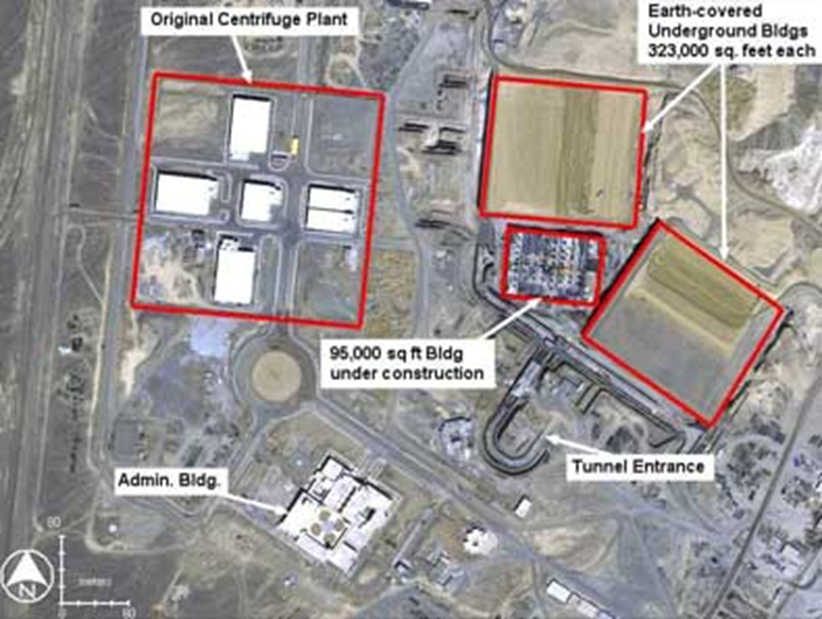 Original Centrifuge Plant
Earth-covered
Underground Bldgs
323,000 sq. feet each
95,000 sq ft Bldg
under construction
Tunnel Entrance
Admin. Bldg.
80
meters
0
80
N